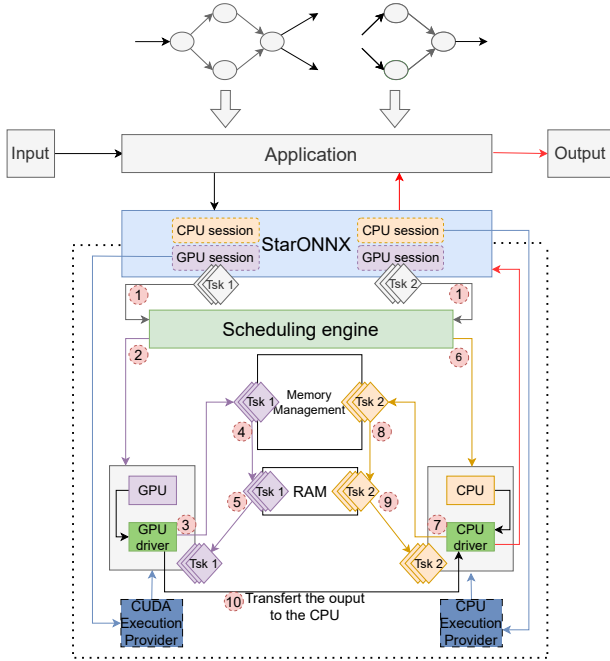 Input
Application
Output
CPU session
GPU session
StarONNX
CPU session
GPU session
Tsk 1
Tsk 2
1
1
Scheduling engine
2
6
Tsk 1
Memory
Management
Tsk 2
4
8
Tsk 1
RAM
Tsk 2
5
9
GPU
CPU
3
GPU
driver
7
CPU
driver
Tsk 1
Tsk 2
10
Transfert the ouput
to the CPU
CUDA
Execution
Provider
CPU
Execution
Provider